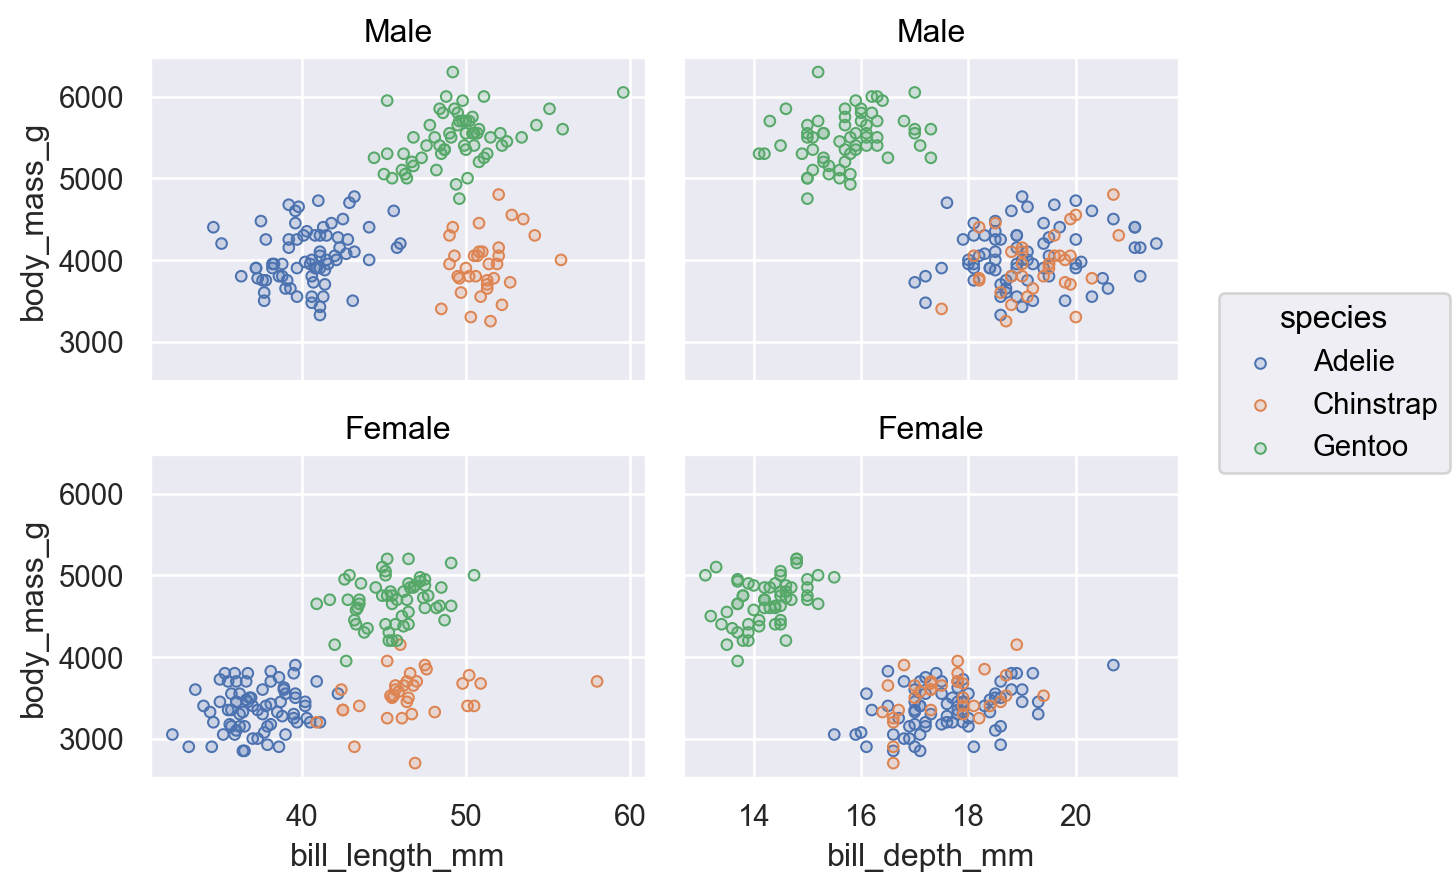 Male
Male
body_mass_g
6000
5000
4000
3000
species
Adelie
Chinstrap
Gentoo
Female
Female
body_mass_g
6000
5000
4000
3000
40
50
60
14
16
18
20
bill_length_mm
bill_depth_mm